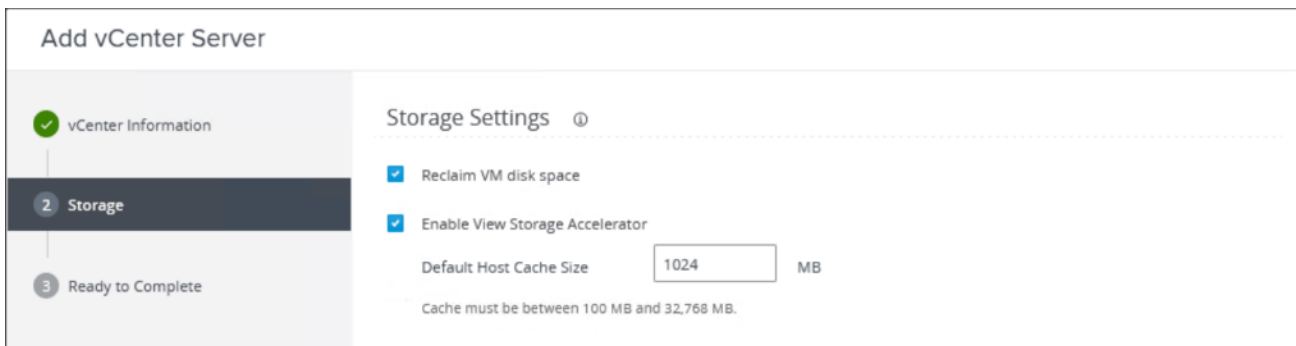 Add vCenter Server
vCenter Information
2 Storage
3 Ready to Complete
Storage Settings
Reclaim VM disk space
Enable View Storage Accelerator
Default Host Cache Size 1024 MB
Cache must be between 100 MB and 32,768 MB.